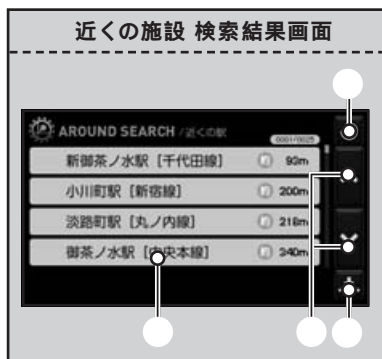 近くの施設 検索結果画面
AROUND SEARCH /近くの駅
0001/0025
新御茶ノ水駅［千代田線］ 93m
小川町駅［新宿線］ 200m
淡路町駅［丸ノ内線］ 218m
御茶ノ水駅［中央本線］ 340m